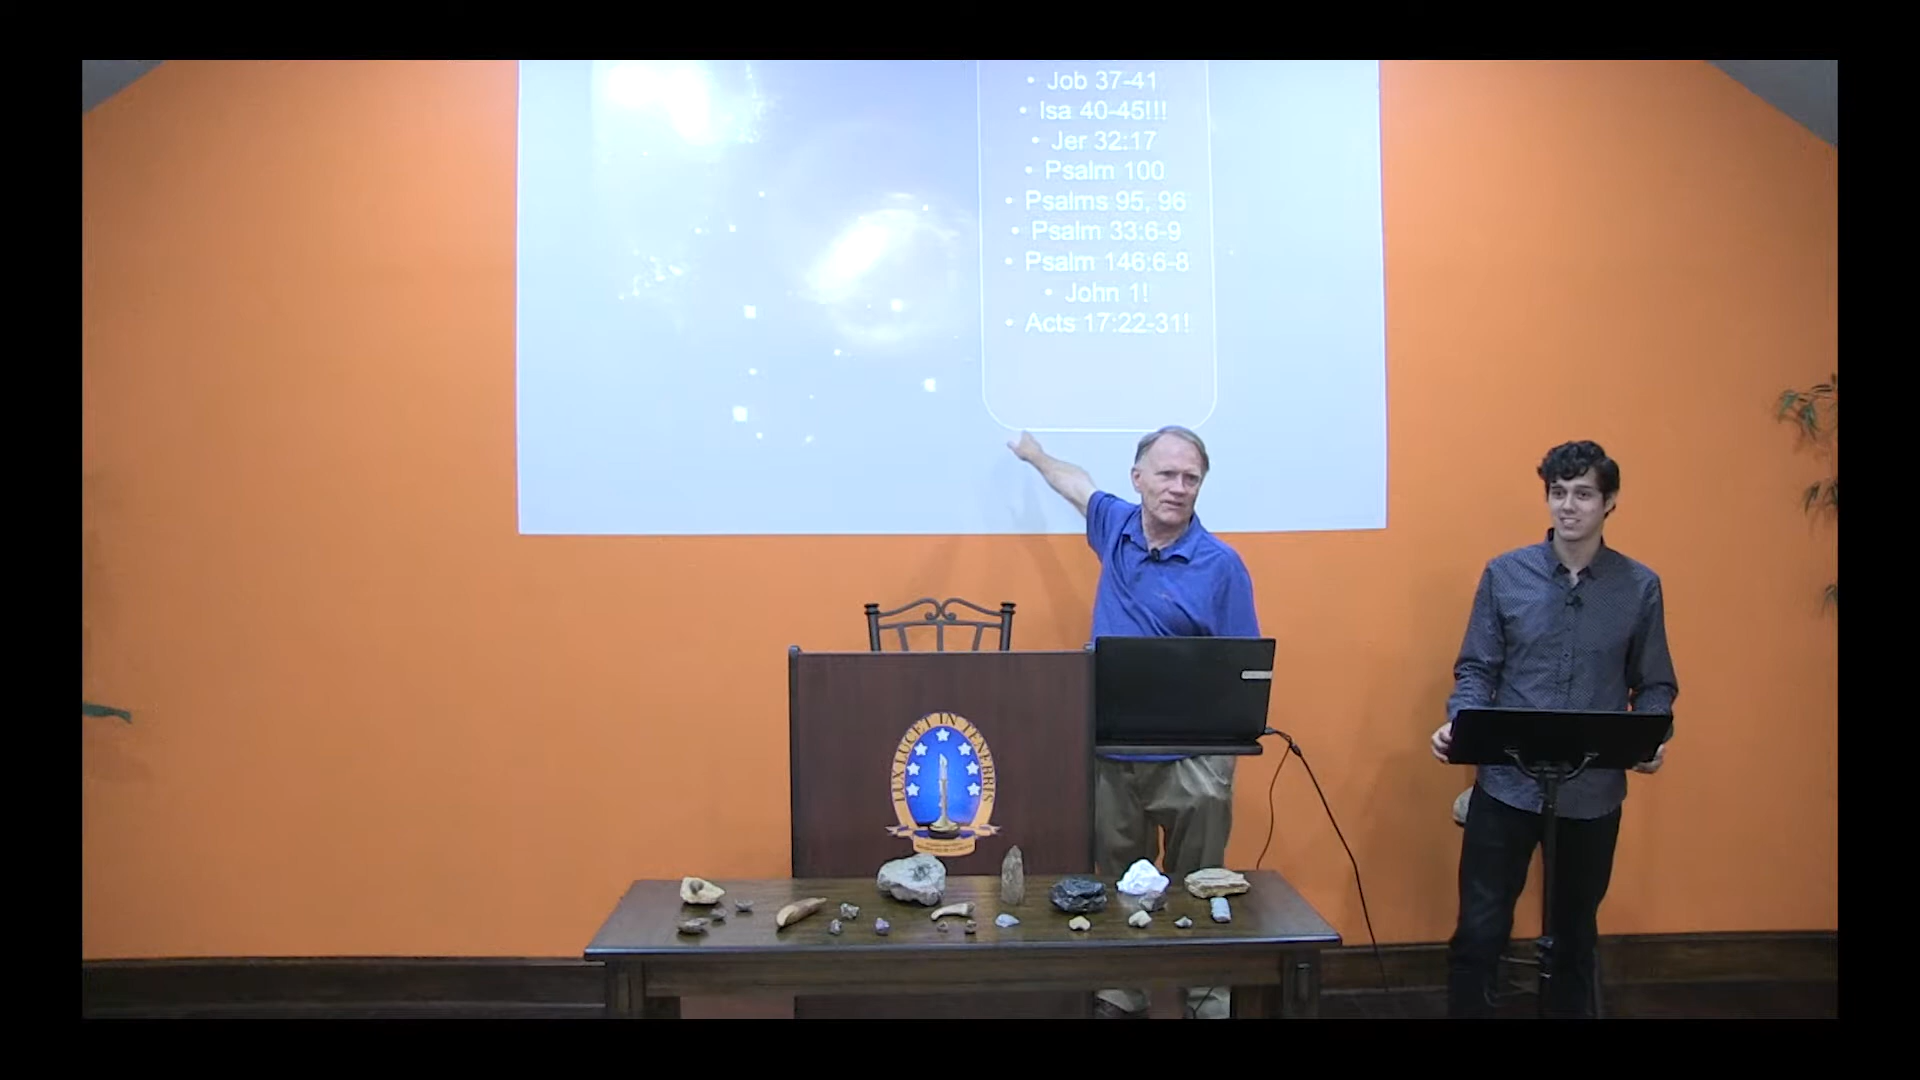 • Job 37-41
• Isa 40-45!!!
• Jer 32:17
• Psalm 100
• Psalms 95, 96
• Psalm 33:6-9
• Psalm 146:6-8
• John 1!
• Acts 17:22-31!
LUX LUCET IN TENEBRIS